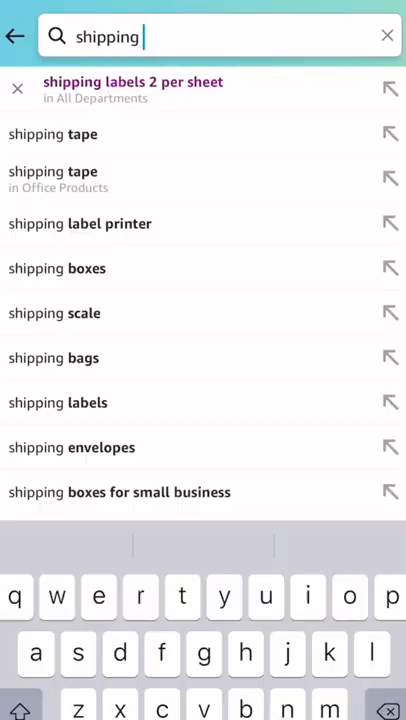 shipping
shipping labels 2 per sheet
in All Departments
shipping tape
shipping tape
in Office Products
shipping label printer
shipping boxes
shipping scale
shipping bags
shipping labels
shipping envelopes
shipping boxes for small business
q w e r t y u i o p
a s d f g h j k l
z x c v b n m